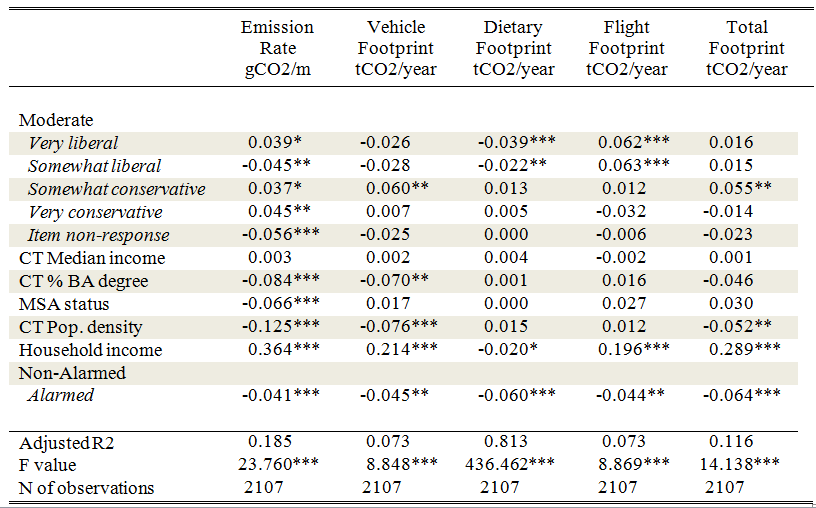 Emission Rate gCO2/m Vehicle Footprint tCO2/year Dietary Footprint tCO2/year Flight Footprint tCO2/year Total Footprint tCO2/year
Moderate
Very liberal 0.039* -0.026 -0.039*** 0.062*** 0.016
Somewhat liberal -0.045** -0.028 -0.022** 0.063*** 0.015
Somewhat conservative 0.037* 0.060** 0.013 0.012 0.055**
Very conservative 0.045** 0.007 0.005 -0.032 -0.014
Item non-response -0.056*** -0.025 0.000 -0.006 -0.023
CT Median income 0.003 0.002 0.004 -0.002 0.001
CT % BA degree -0.084*** -0.070** 0.001 0.016 -0.046
MSA status -0.066*** 0.017 0.000 0.027 0.030
CT Pop. density -0.125*** -0.076*** 0.015 0.012 -0.052**
Household income 0.364*** 0.214*** -0.020* 0.196*** 0.289***
Non-Alarmed
Alarmed -0.041*** -0.045** -0.060*** -0.044** -0.064***
Adjusted R2 0.185 0.073 0.813 0.073 0.116
F value 23.760*** 8.848*** 436.462*** 8.869*** 14.138***
N of observations 2107 2107 2107 2107 2107